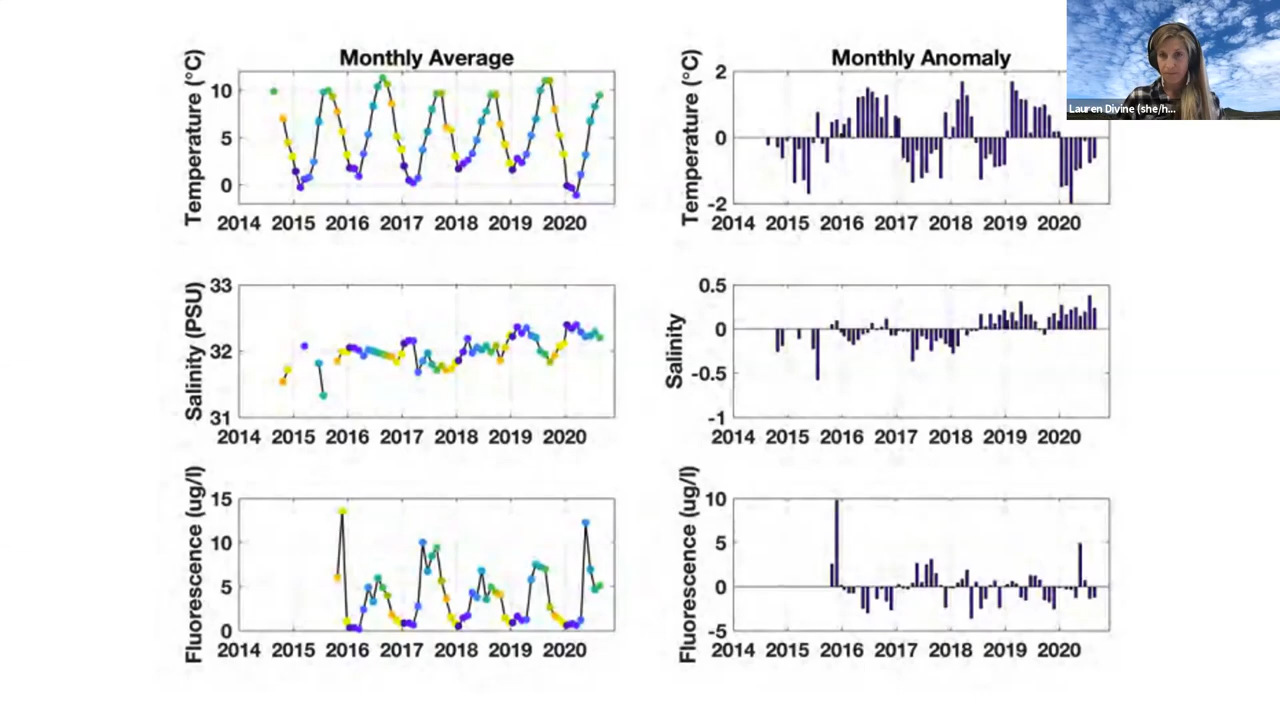 Monthly Average
Temperature (°C)
10
5
0
2014 2015 2016 2017 2018 2019 2020
Monthly Anomaly
Temperature (°C)
2
0
-2
2014 2015 2016 2017 2018 2019 2020
Lauren Divine (she/h...
Salinity (PSU)
33
32
31
2014 2015 2016 2017 2018 2019 2020
Salinity
0.5
0
-0.5
-1
2014 2015 2016 2017 2018 2019 2020
Fluorescence (ug/l)
15
10
5
0
2014 2015 2016 2017 2018 2019 2020
Fluorescence (ug/l)
10
5
0
-5
2014 2015 2016 2017 2018 2019 2020